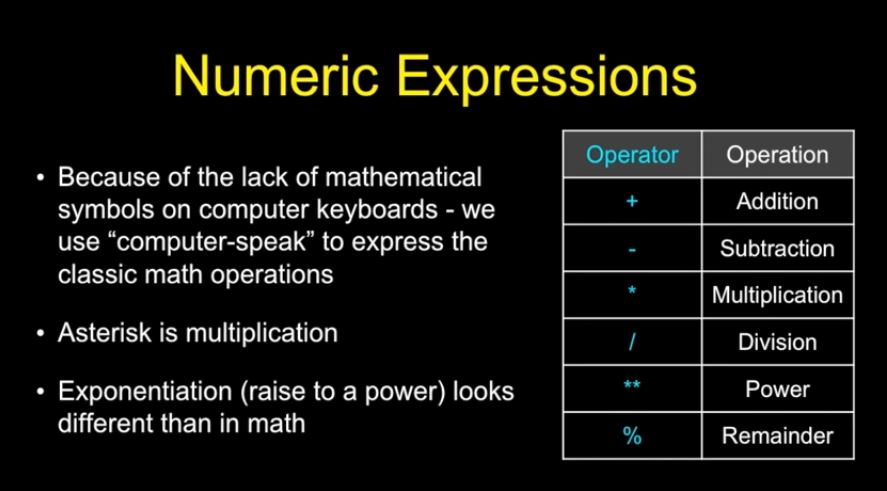 Numeric Expressions
• Because of the lack of mathematical
symbols on computer keyboards - we
use “computer-speak” to express the
classic math operations
• Asterisk is multiplication
• Exponentiation (raise to a power) looks
different than in math
Operator Operation
+ Addition
- Subtraction
* Multiplication
/ Division
** Power
% Remainder